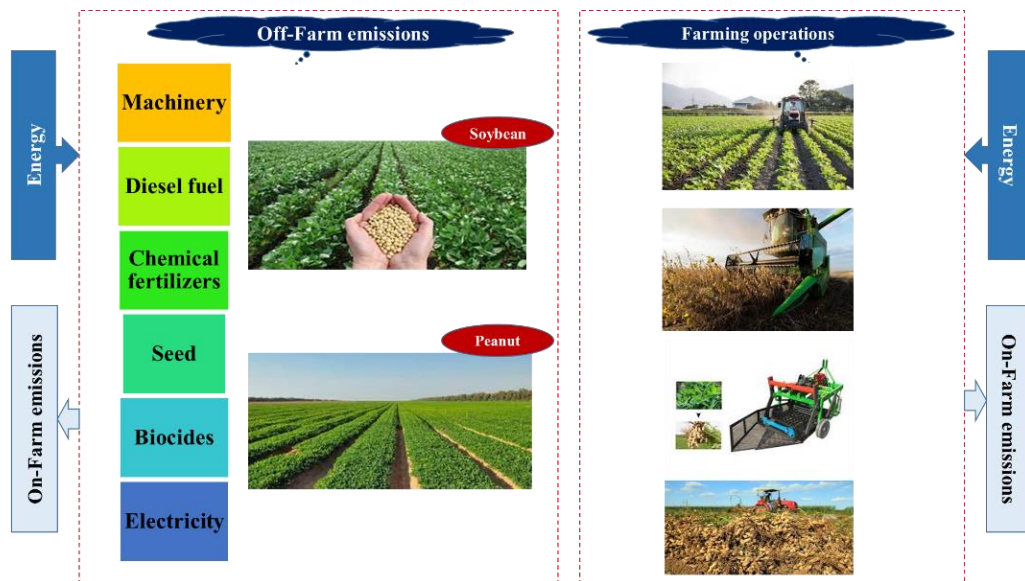 Off-Farm emissions
Farming operations
Energy
On-Farm emissions
Machinery
Diesel fuel
Chemical
fertilizers
Seed
Biocides
Electricity
Soybean
Peanut
Energy
On-Farm emissions